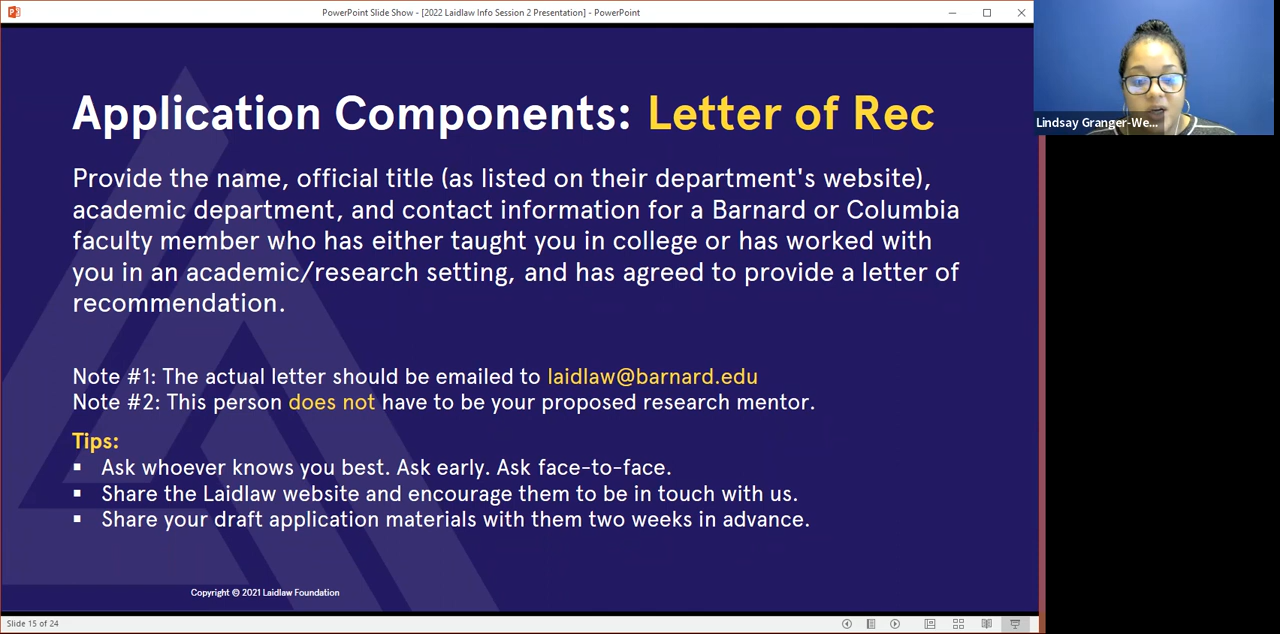 PowerPoint Slide Show - [2022 Laidlaw Info Session 2 Presentation] - PowerPoint
Lindsay Granger-We...
Application Components: Letter of Rec
Provide the name, official title (as listed on their department's website),
academic department, and contact information for a Barnard or Columbia
faculty member who has either taught you in college or has worked with
you in an academic/research setting, and has agreed to provide a letter of
recommendation.
Note #1: The actual letter should be emailed to laidlaw@barnard.edu
Note #2: This person does not have to be your proposed research mentor.
Tips:
▪ Ask whoever knows you best. Ask early. Ask face-to-face.
▪ Share the Laidlaw website and encourage them to be in touch with us.
▪ Share your draft application materials with them two weeks in advance.
Copyright © 2021 Laidlaw Foundation
Slide 15 of 24